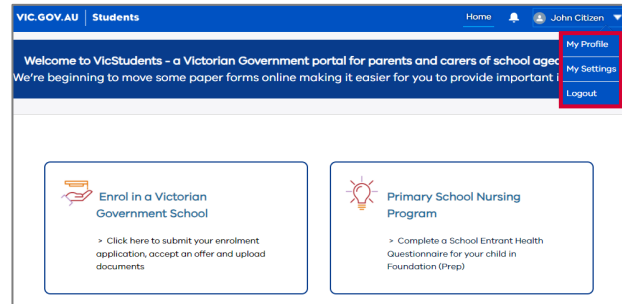 VIC.GOV.AU | Students
Home
John Citizen
My Profile
My Settings
Logout
Welcome to VicStudents - a Victorian Government portal for parents and carers of school aged
We're beginning to move some paper forms online making it easier for you to provide important
Enrol in a Victorian
Government School
> Click here to submit your enrolment
application, accept an offer and upload
documents
Primary School Nursing
Program
> Complete a School Entrant Health
Questionnaire for your child in
Foundation (Prep)